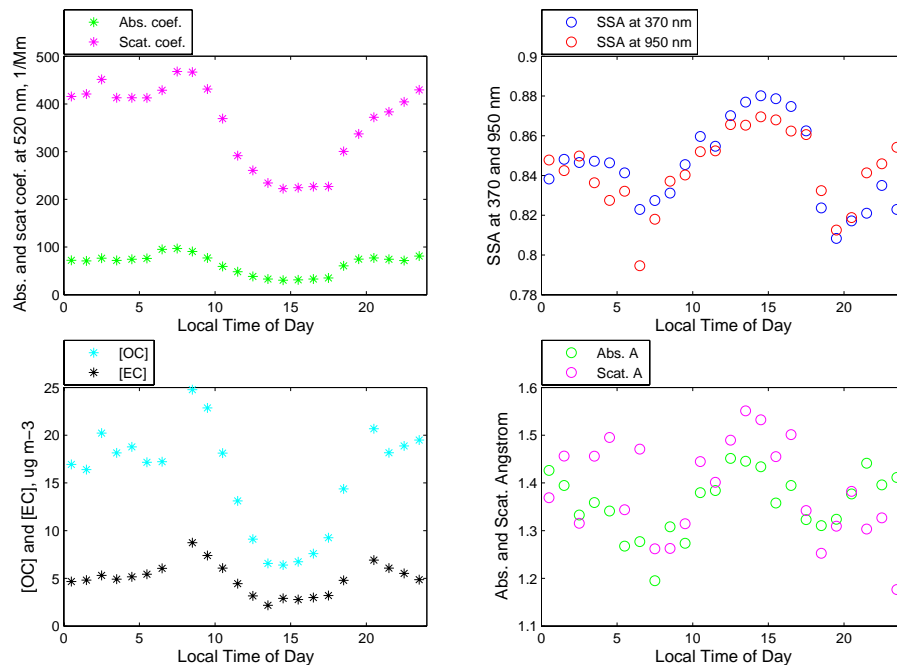 Abs. coef.
Scat. coef.
500
400
300
200
100
0
0 5 10 15 20
Local Time of Day
Abs. and scat coef. at 520 nm, 1/Mm
SSA at 370 nm
SSA at 950 nm
0.9
0.88
0.86
0.84
0.82
0.8
0.78
0 5 10 15 20
Local Time of Day
SSA at 370 and 950 nm
[OC]
[EC]
25
20
15
10
5
0
0 5 10 15 20
Local Time of Day
[OC] and [EC], ug m−3
Abs. A
Scat. A
1.6
1.5
1.4
1.3
1.2
1.1
0 5 10 15 20
Local Time of Day
Abs. and Scat. Angstrom